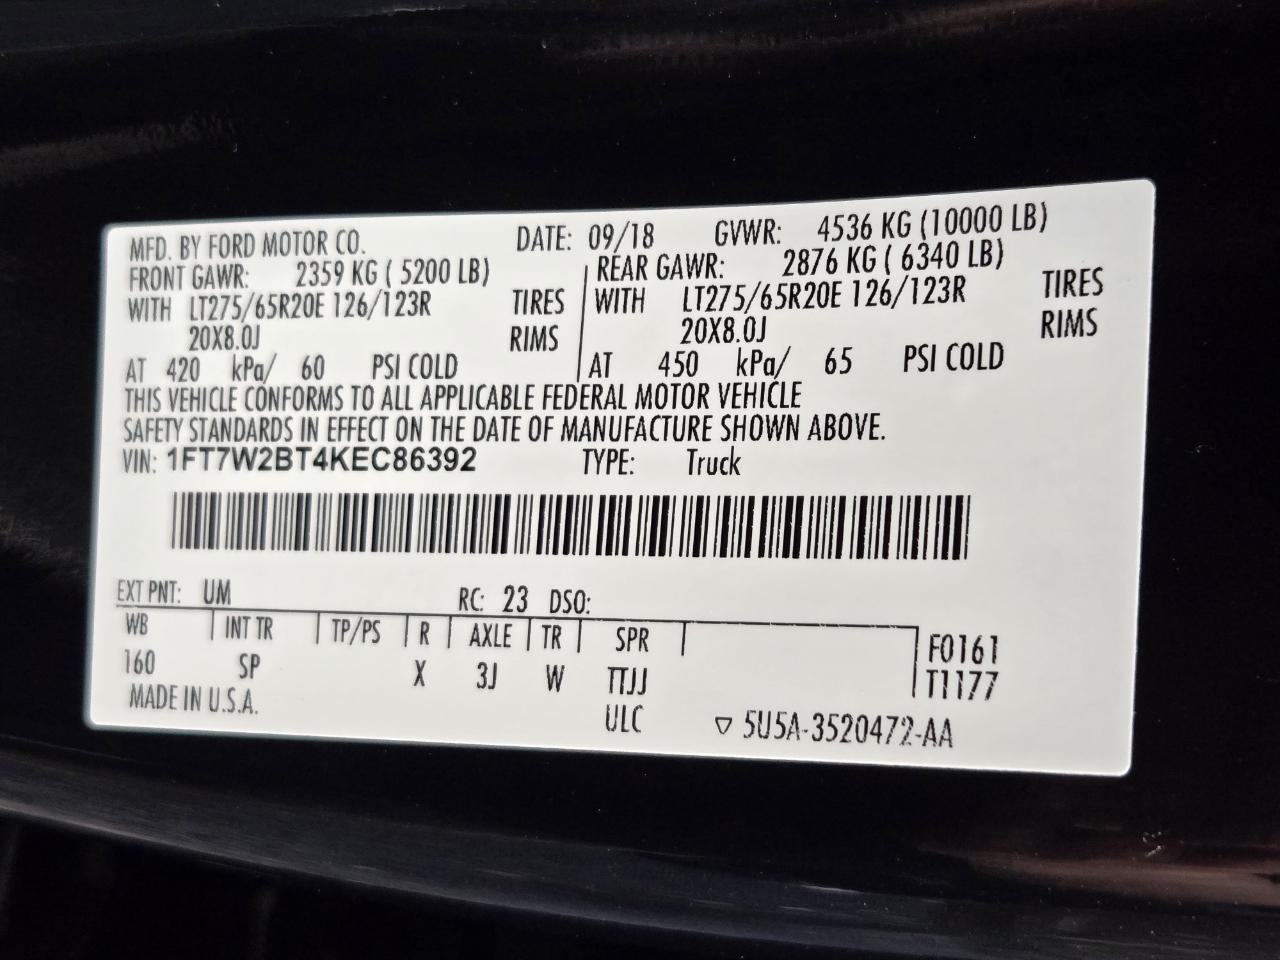 MFD. BY FORD MOTOR CO. DATE: 09/18 GVWR: 4536 KG (10000 LB)
FRONT GAWR: 2359 KG ( 5200 LB) REAR GAWR: 2876 KG ( 6340 LB)
WITH LT275/65R20E 126/123R TIRES WITH LT275/65R20E 126/123R TIRES
20X8.0J RIMS 20X8.0J RIMS
AT 420 kPa/ 60 PSI COLD AT 450 kPa/ 65 PSI COLD
THIS VEHICLE CONFORMS TO ALL APPLICABLE FEDERAL MOTOR VEHICLE
SAFETY STANDARDS IN EFFECT ON THE DATE OF MANUFACTURE SHOWN ABOVE.
VIN: 1FT7W2BT4KEC86392 TYPE: Truck
EXT PNT: UM RC: 23 DSO:
WB INT TR TP/PS R AXLE TR SPR F0161
160 SP X 3J W TTJJ T1177
MADE IN U.S.A. ULC ▽ 5U5A-3520472-AA